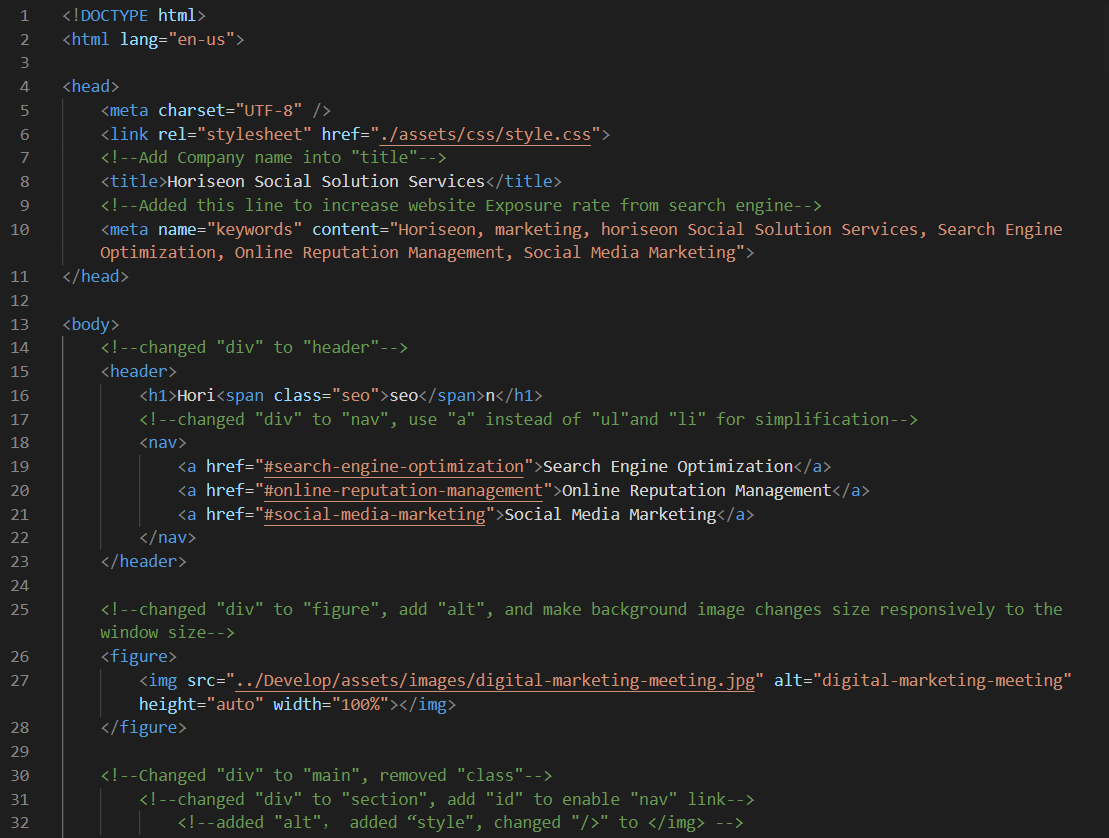 1 <!DOCTYPE html>
2 <html lang="en-us">
3
4 <head>
5 <meta charset="UTF-8" />
6 <link rel="stylesheet" href="./assets/css/style.css">
7 <!--Add Company name into "title"-->
8 <title>Horiseon Social Solution Services</title>
9 <!--Added this line to increase website Exposure rate from search engine-->
10 <meta name="keywords" content="Horiseon, marketing, horiseon Social Solution Services, Search Engine
Optimization, Online Reputation Management, Social Media Marketing">
11 </head>
12
13 <body>
14 <!--changed "div" to "header"-->
15 <header>
16 <h1>Hori<span class="seo">seo</span>n</h1>
17 <!--changed "div" to "nav", use "a" instead of "ul"and "li" for simplification-->
18 <nav>
19 <a href="#search-engine-optimization">Search Engine Optimization</a>
20 <a href="#online-reputation-management">Online Reputation Management</a>
21 <a href="#social-media-marketing">Social Media Marketing</a>
22 </nav>
23 </header>
24
25 <!--changed "div" to "figure", add "alt", and make background image changes size responsively to the
window size-->
26 <figure>
27 <img src="../Develop/assets/images/digital-marketing-meeting.jpg" alt="digital-marketing-meeting"
height="auto" width="100%"></img>
28 </figure>
29
30 <!--Changed "div" to "main", removed "class"-->
31 <!--changed "div" to "section", add "id" to enable "nav" link-->
32 <!--added "alt"， added “style", changed "/>" to </img> -->